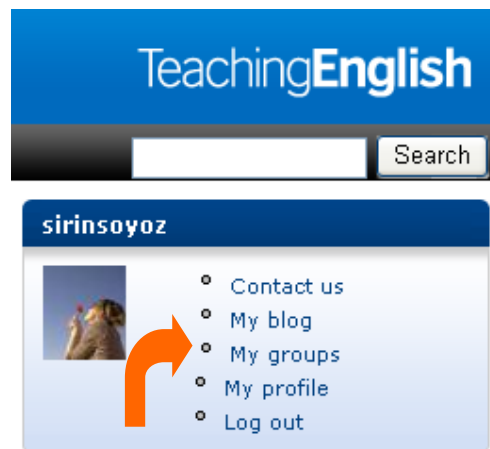 TeachingEnglish
Search
sirinsoyoz
Contact us
My blog
My groups
My profile
Log out